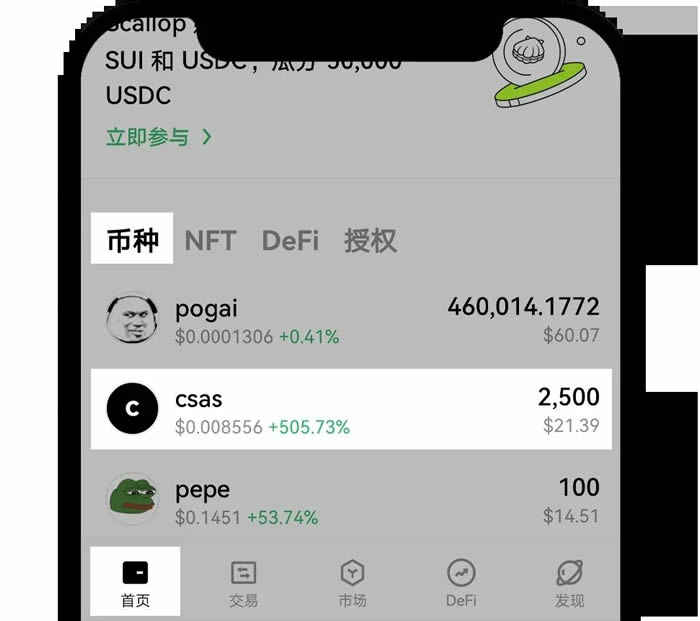 Scallop
SUI 和 USDC，瓜分 50,000
USDC
立即参与 >
币种 NFT DeFi 授权
pogai 460,014.1772
$0.0001306 +0.41% $60.07
C
csas 2,500
$0.008556 +505.73% $21.39
pepe 100
$0.1451 +53.74% $14.51
首页 交易 市场 DeFi 发现